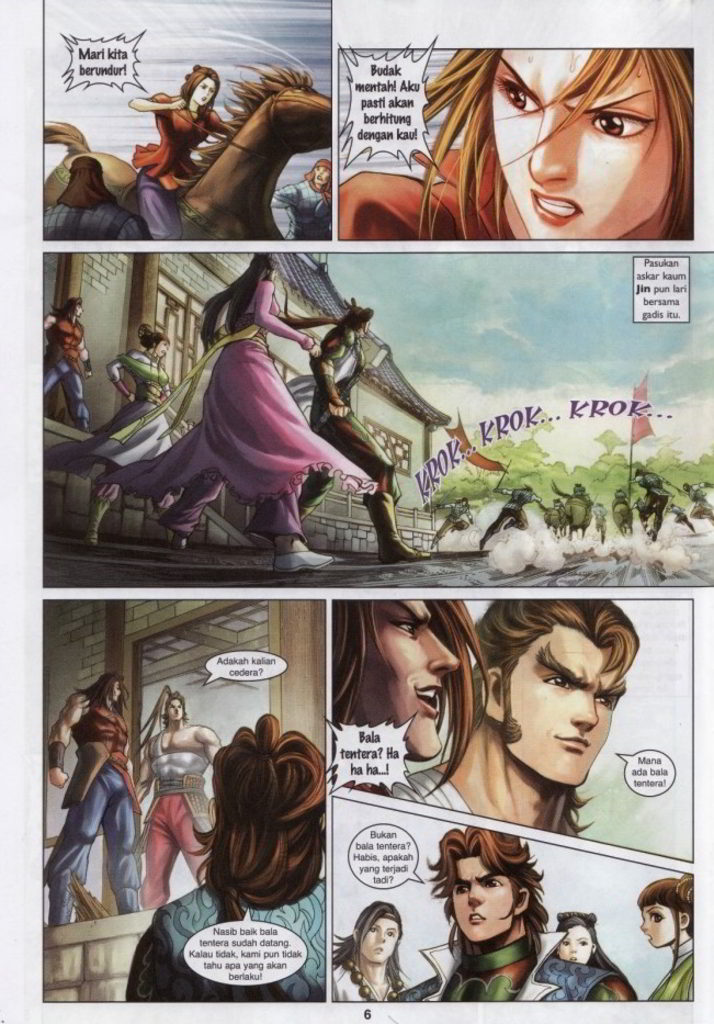 Mari kita
berundur!
Budak
mentah! Aku
pasti akan
berhitung
dengan kau!
Pasukan
askar kaum
Jin pun lari
bersama
gadis itu.
KROK... KROK... KROK...
Adakah kalian
cedera?
Nasib baik bala
tentera sudah datang.
Kalau tidak, kami pun tidak
tahu apa yang akan
berlaku!
Bala
tentera? Ha
ha ha...!
Mana
ada bala
tentera!
Bukan
bala tentera?
Habis, apakah
yang terjadi
tadi?
6